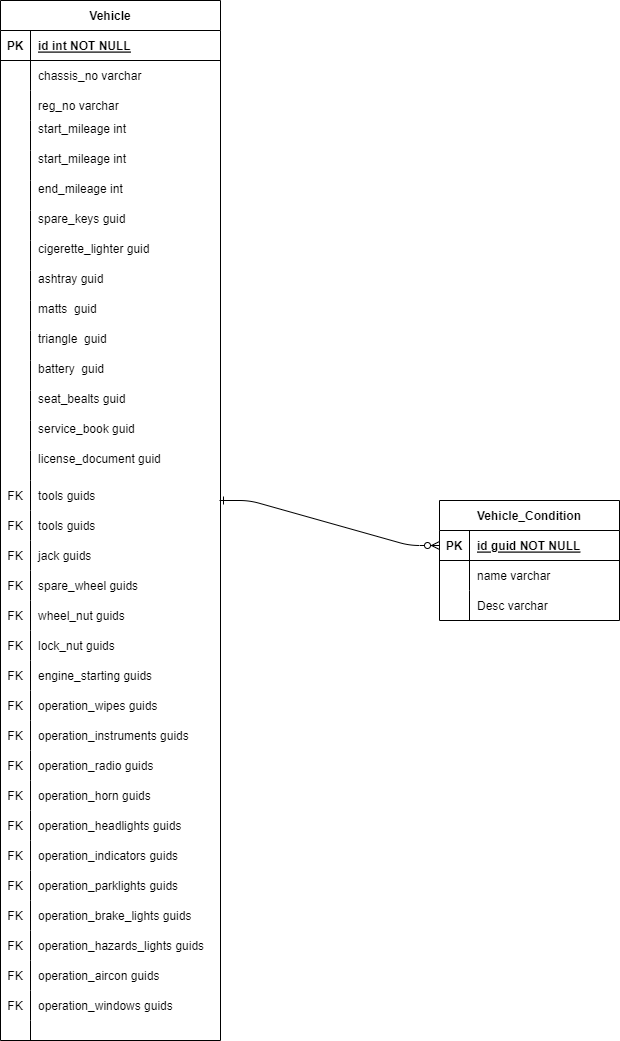 Vehicle
PK id int NOT NULL
chassis_no varchar
reg_no varchar
start_mileage int
start_mileage int
end_mileage int
spare_keys guid
cigerette_lighter guid
ashtray guid
matts  guid
triangle  guid
battery  guid
seat_bealts guid
service_book guid
license_document guid
FK tools guids
FK tools guids
FK jack guids
FK spare_wheel guids
FK wheel_nut guids
FK lock_nut guids
FK engine_starting guids
FK operation_wipes guids
FK operation_instruments guids
FK operation_radio guids
FK operation_horn guids
FK operation_headlights guids
FK operation_indicators guids
FK operation_parklights guids
FK operation_brake_lights guids
FK operation_hazards_lights guids
FK operation_aircon guids
FK operation_windows guids
Vehicle_Condition
PK id guid NOT NULL
name varchar
Desc varchar